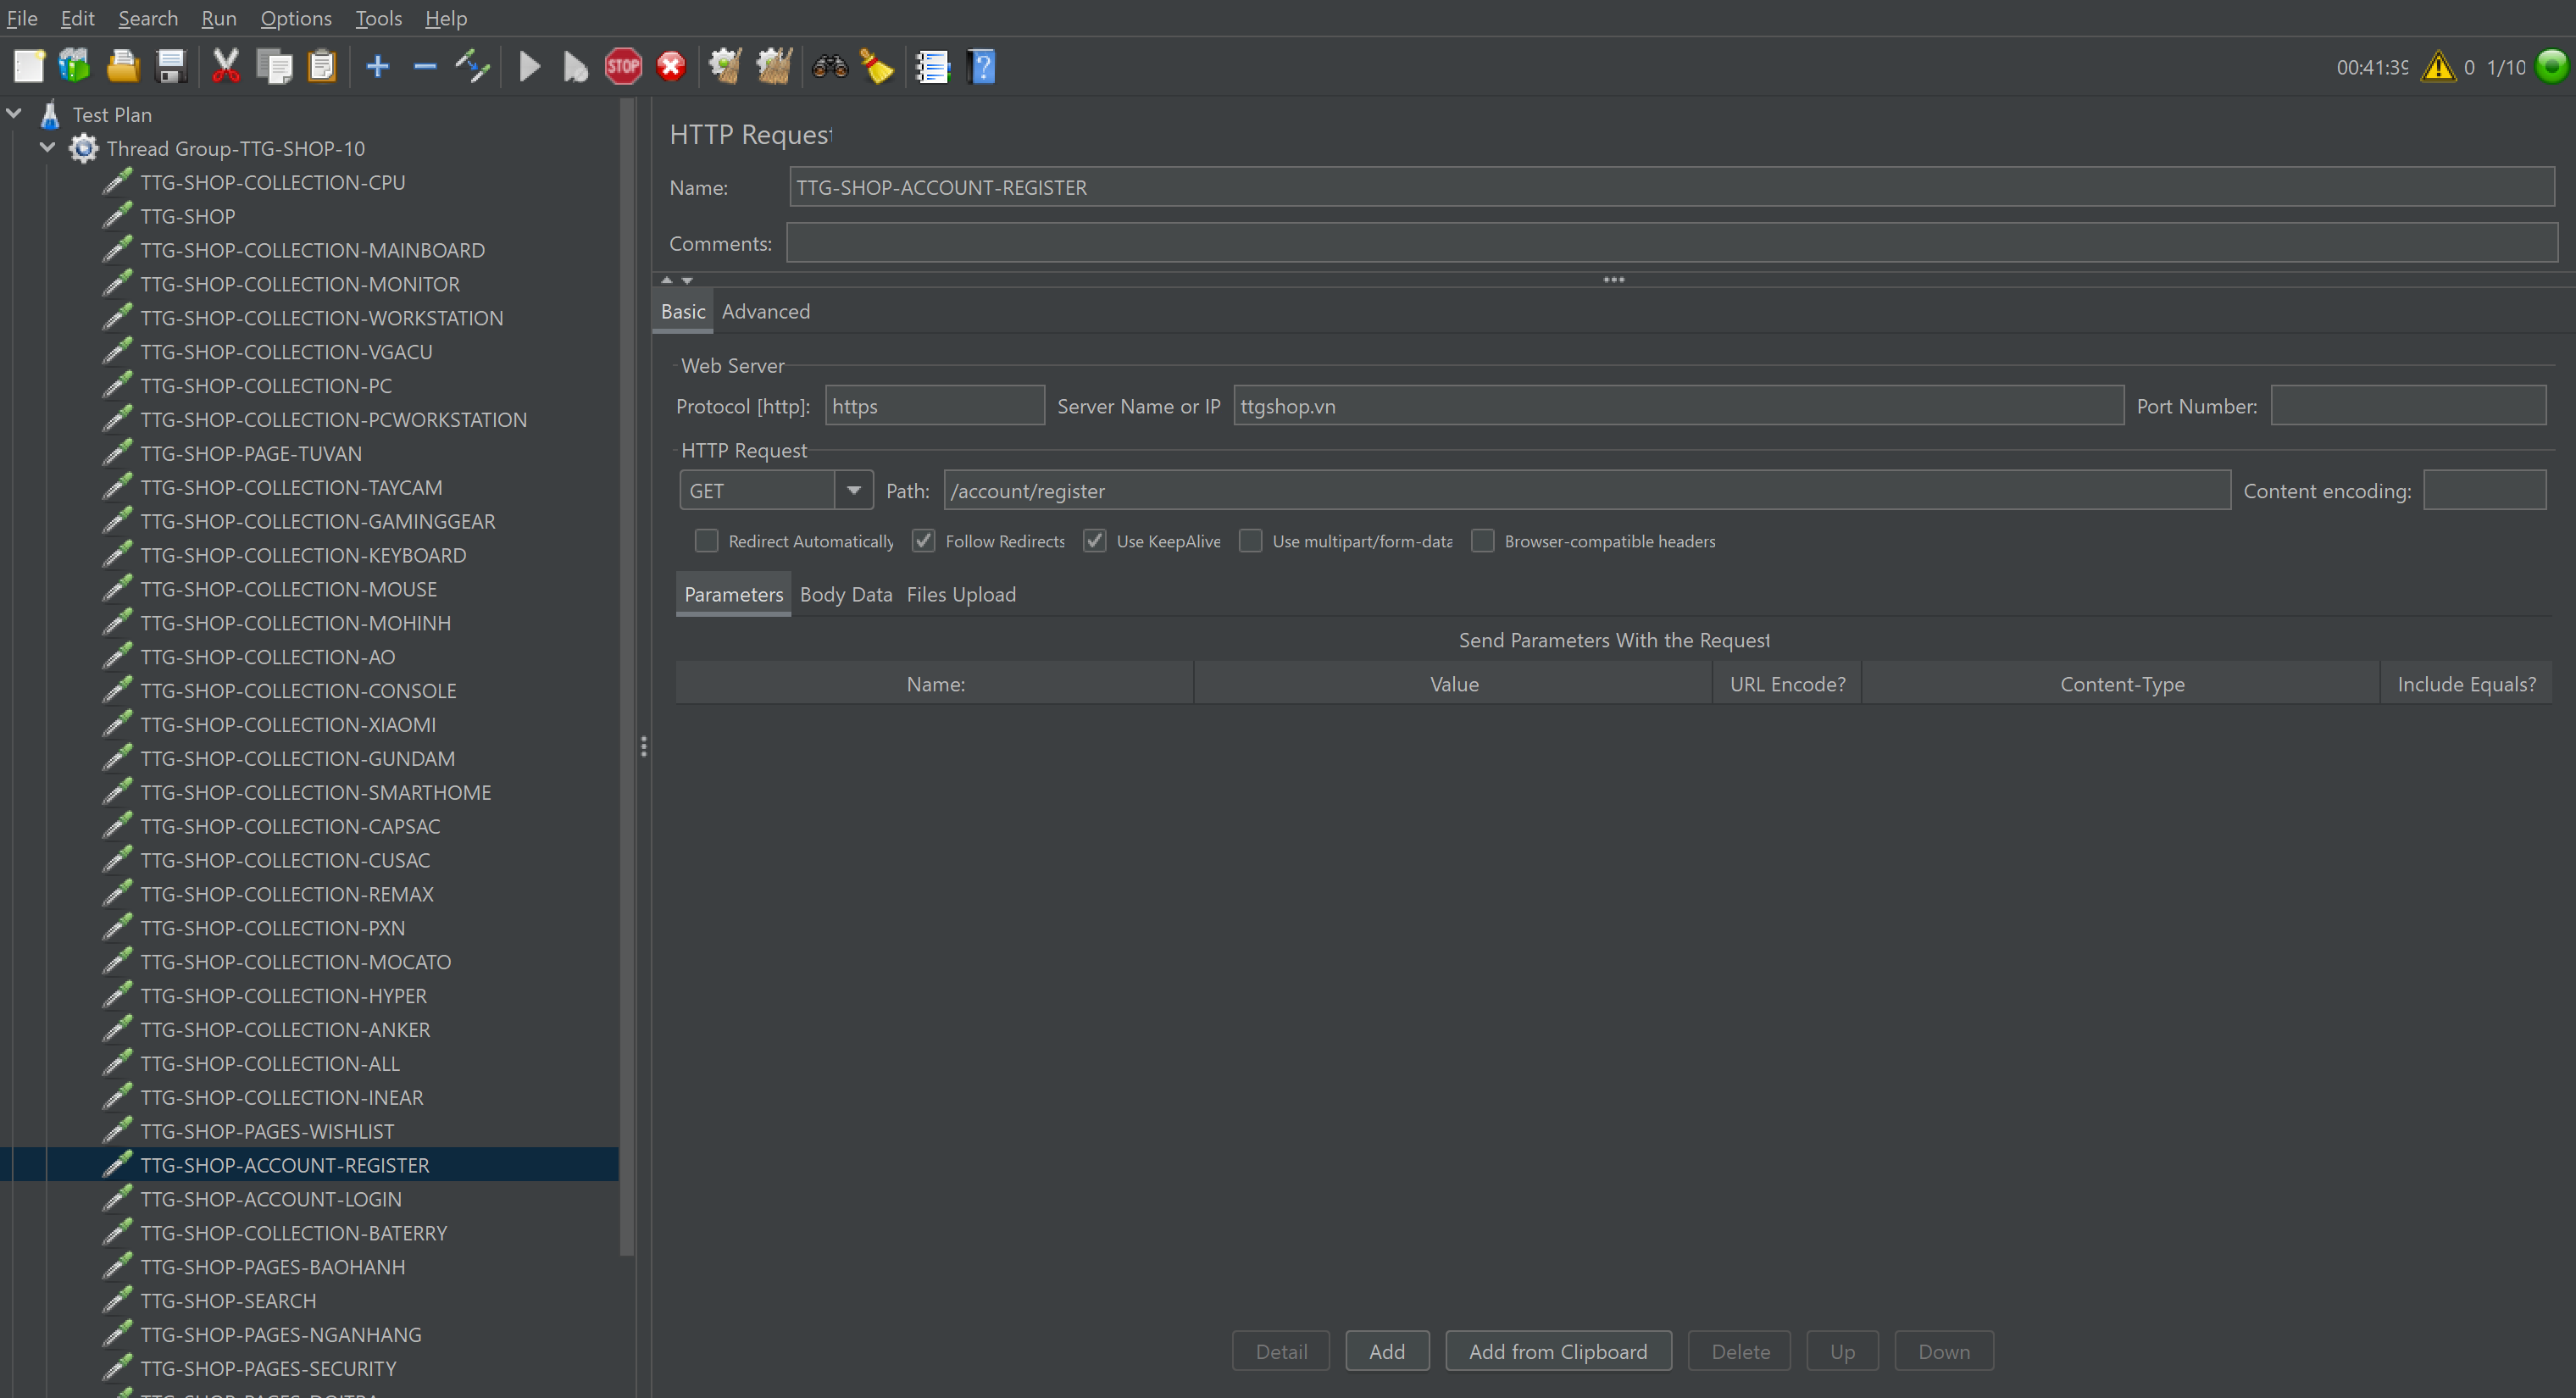 File Edit Search Run Options Tools Help
STOP
00:41:39 0 1/10
Test Plan
Thread Group-TTG-SHOP-10
TTG-SHOP-COLLECTION-CPU
TTG-SHOP
TTG-SHOP-COLLECTION-MAINBOARD
TTG-SHOP-COLLECTION-MONITOR
TTG-SHOP-COLLECTION-WORKSTATION
TTG-SHOP-COLLECTION-VGACU
TTG-SHOP-COLLECTION-PC
TTG-SHOP-COLLECTION-PCWORKSTATION
TTG-SHOP-PAGE-TUVAN
TTG-SHOP-COLLECTION-TAYCAM
TTG-SHOP-COLLECTION-GAMINGGEAR
TTG-SHOP-COLLECTION-KEYBOARD
TTG-SHOP-COLLECTION-MOUSE
TTG-SHOP-COLLECTION-MOHINH
TTG-SHOP-COLLECTION-AO
TTG-SHOP-COLLECTION-CONSOLE
TTG-SHOP-COLLECTION-XIAOMI
TTG-SHOP-COLLECTION-GUNDAM
TTG-SHOP-COLLECTION-SMARTHOME
TTG-SHOP-COLLECTION-CAPSAC
TTG-SHOP-COLLECTION-CUSAC
TTG-SHOP-COLLECTION-REMAX
TTG-SHOP-COLLECTION-PXN
TTG-SHOP-COLLECTION-MOCATO
TTG-SHOP-COLLECTION-HYPER
TTG-SHOP-COLLECTION-ANKER
TTG-SHOP-COLLECTION-ALL
TTG-SHOP-COLLECTION-INEAR
TTG-SHOP-PAGES-WISHLIST
TTG-SHOP-ACCOUNT-REGISTER
TTG-SHOP-ACCOUNT-LOGIN
TTG-SHOP-COLLECTION-BATERRY
TTG-SHOP-PAGES-BAOHANH
TTG-SHOP-SEARCH
TTG-SHOP-PAGES-NGANHANG
TTG-SHOP-PAGES-SECURITY
HTTP Request
Name: TTG-SHOP-ACCOUNT-REGISTER
Comments:
Basic Advanced
Web Server
Protocol [http]: https Server Name or IP ttgshop.vn Port Number:
HTTP Request
GET Path: /account/register Content encoding:
Redirect Automatically Follow Redirects Use KeepAlive Use multipart/form-data Browser-compatible headers
Parameters Body Data Files Upload
Send Parameters With the Request
Name: Value URL Encode? Content-Type Include Equals?
Detail Add Add from Clipboard Delete Up Down